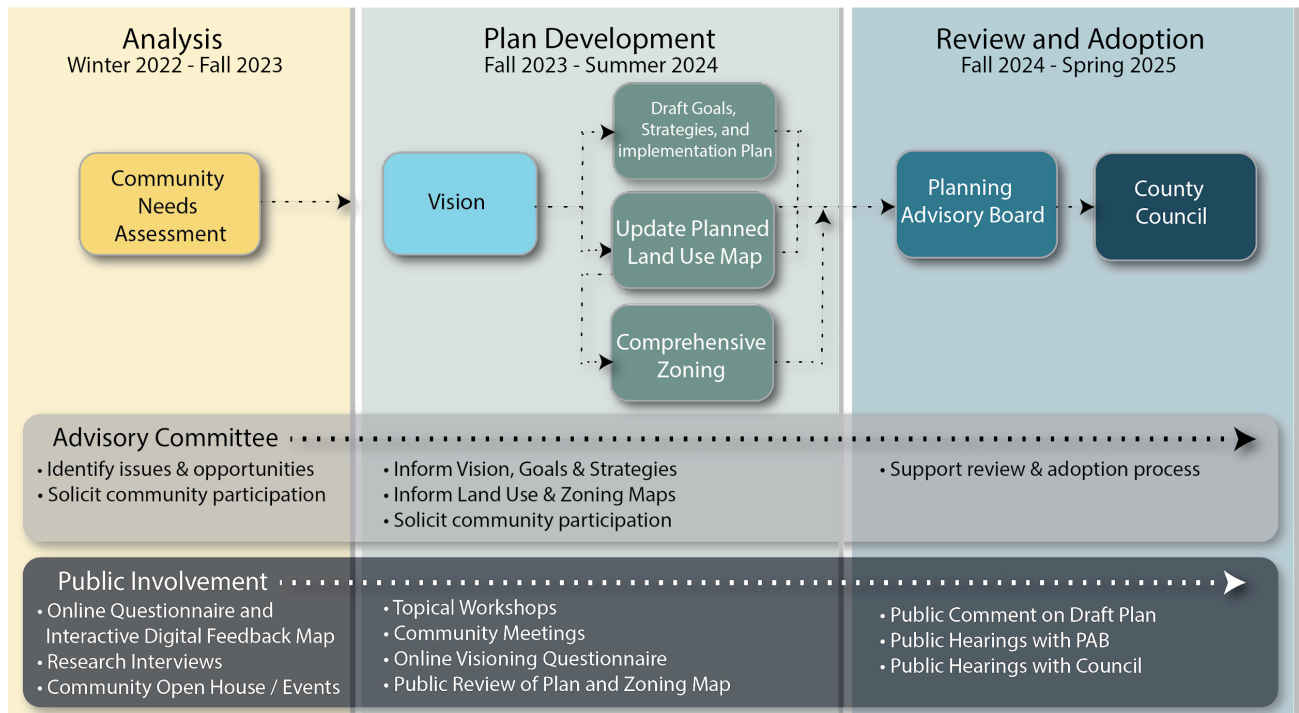 Analysis
Winter 2022 - Fall 2023
Community
Needs
Assessment
Plan Development
Fall 2023 - Summer 2024
Vision
Draft Goals,
Strategies, and
implementation Plan
Update Planned
Land Use Map
Comprehensive
Zoning
Review and Adoption
Fall 2024 - Spring 2025
Planning
Advisory Board
County
Council
Advisory Committee
• Identify issues & opportunities
• Solicit community participation
• Inform Vision, Goals & Strategies
• Inform Land Use & Zoning Maps
• Solicit community participation
• Support review & adoption process
Public Involvement
• Online Questionnaire and
Interactive Digital Feedback Map
• Research Interviews
• Community Open House / Events
• Topical Workshops
• Community Meetings
• Online Visioning Questionnaire
• Public Review of Plan and Zoning Map
• Public Comment on Draft Plan
• Public Hearings with PAB
• Public Hearings with Council